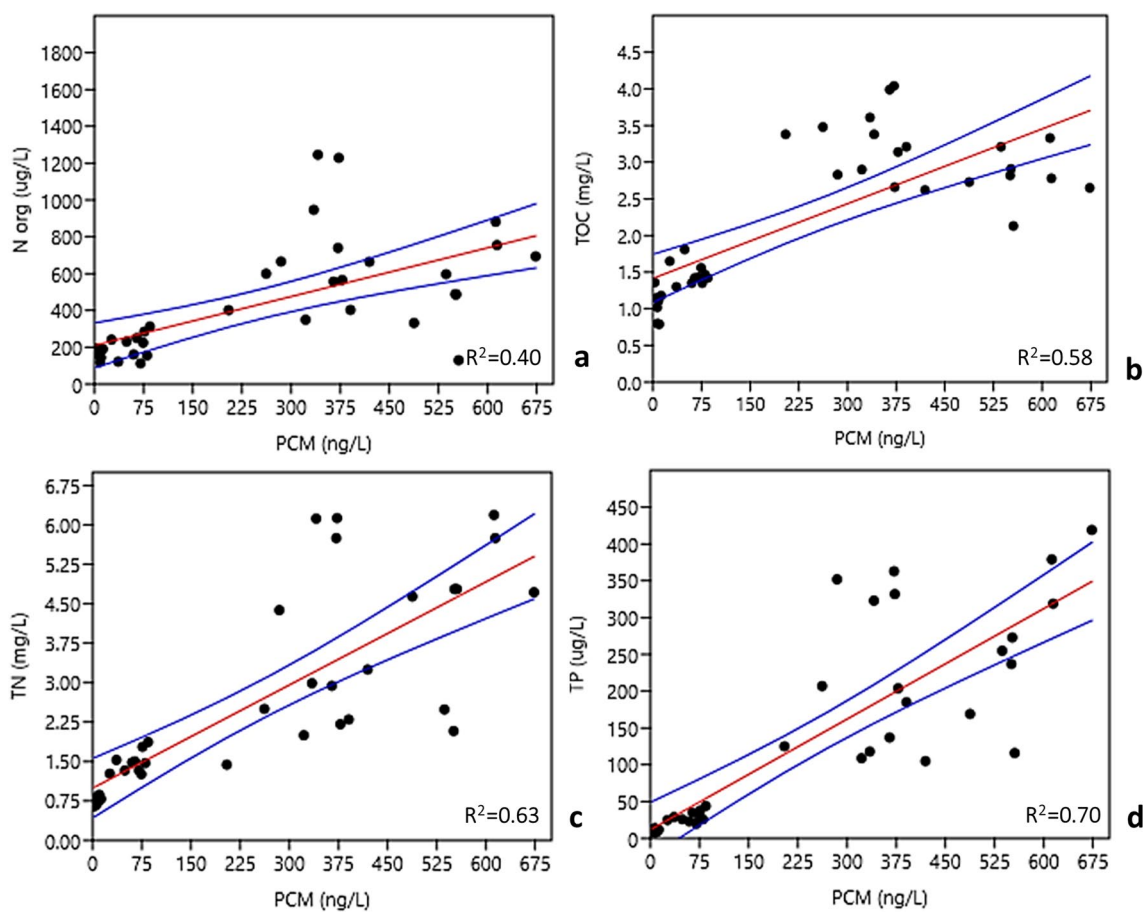 1800
1600
1400
1200
1000
800
600
400
200
0
N org (ug/L)
0 75 150 225 300 375 450 525 600 675
PCM (ng/L)
R²=0.40
a
4.5
4.0
3.5
3.0
2.5
2.0
1.5
1.0
0.5
0.0
TOC (mg/L)
0 75 150 225 300 375 450 525 600 675
PCM (ng/L)
R²=0.58
b
6.75
6.00
5.25
4.50
3.75
3.00
2.25
1.50
0.75
0.00
TN (mg/L)
0 75 150 225 300 375 450 525 600 675
PCM (ng/L)
R²=0.63
c
450
400
350
300
250
200
150
100
50
0
TP (ug/L)
0 75 150 225 300 375 450 525 600 675
PCM (ng/L)
R²=0.70
d